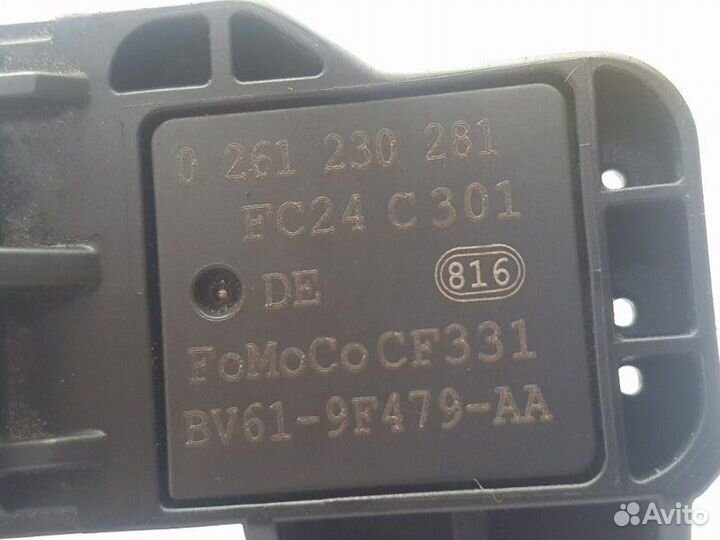 0 261 230 281
FC24 C301
DE 816
FoMoCo CF331
BV61-9F479-AA
Avito